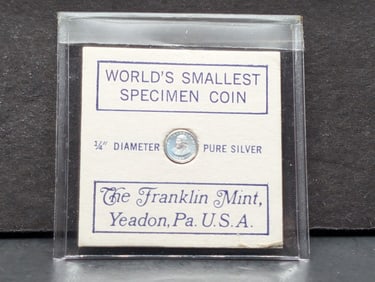 WORLD'S SMALLEST
SPECIMEN COIN
¼" DIAMETER PURE SILVER
The Franklin Mint,
Yeadon, Pa. U.S.A.